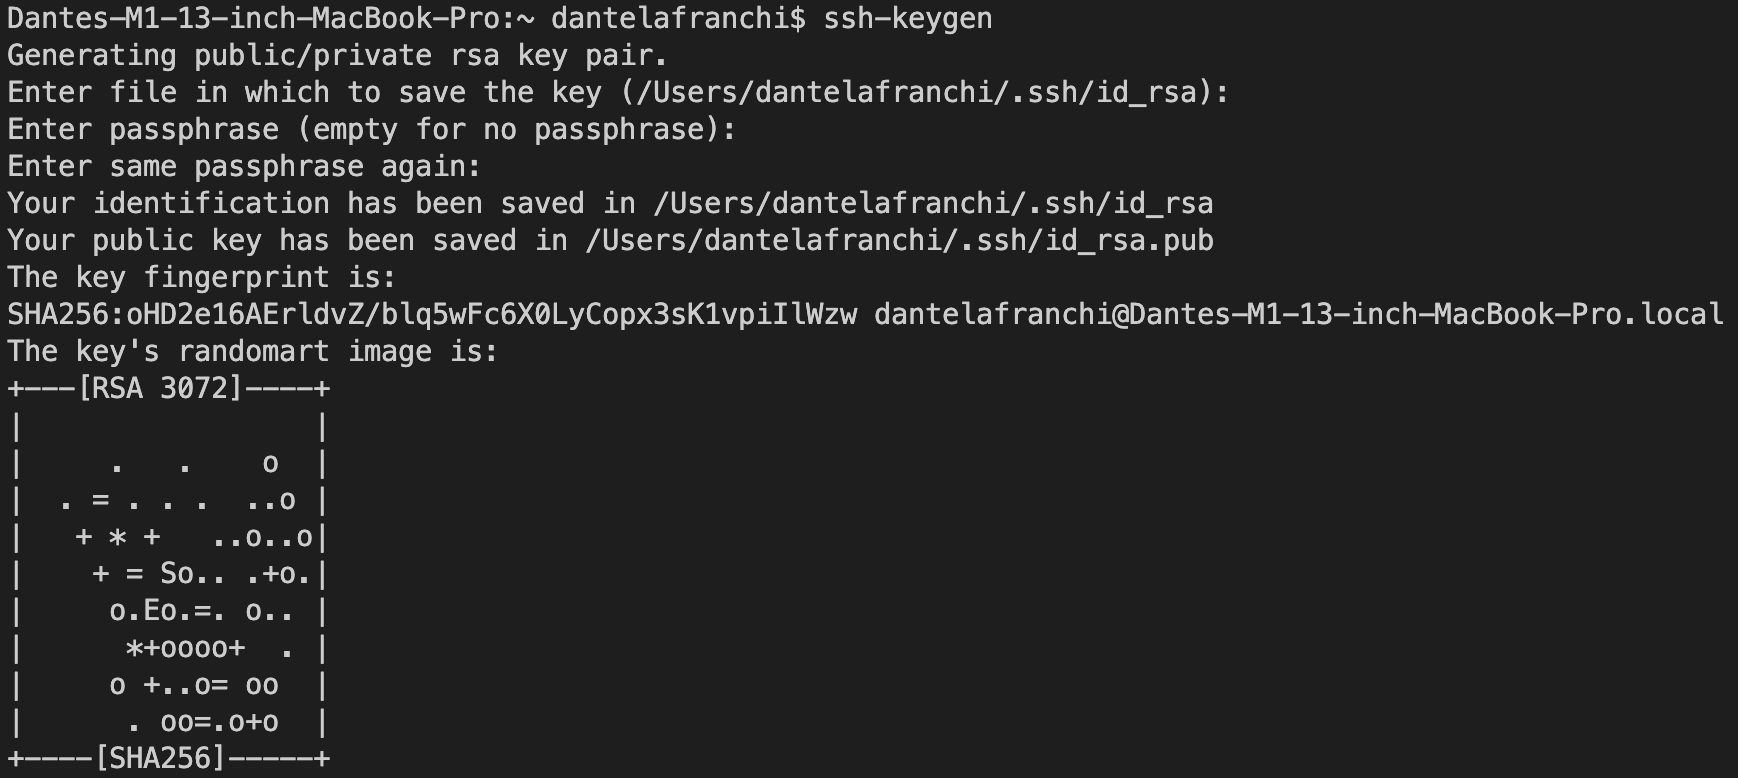 Dantes-M1-13-inch-MacBook-Pro:~ dantelafranchi$ ssh-keygen
Generating public/private rsa key pair.
Enter file in which to save the key (/Users/dantelafranchi/.ssh/id_rsa):
Enter passphrase (empty for no passphrase):
Enter same passphrase again:
Your identification has been saved in /Users/dantelafranchi/.ssh/id_rsa
Your public key has been saved in /Users/dantelafranchi/.ssh/id_rsa.pub
The key fingerprint is:
SHA256:oHD2e16AErldvZ/blq5wFc6X0LyCopx3sK1vpiIlWzw dantelafranchi@Dantes-M1-13-inch-MacBook-Pro.local
The key's randomart image is:
+---[RSA 3072]----+
|                 |
|     .   .    o  |
|  . = . . .  ..o |
|   + * +   ..o..o|
|    + = So.. .+o.|
|     o.Eo.=. o.. |
|      *+oooo+  . |
|     o +..o= oo  |
|      . oo=.o+o  |
+----[SHA256]-----+